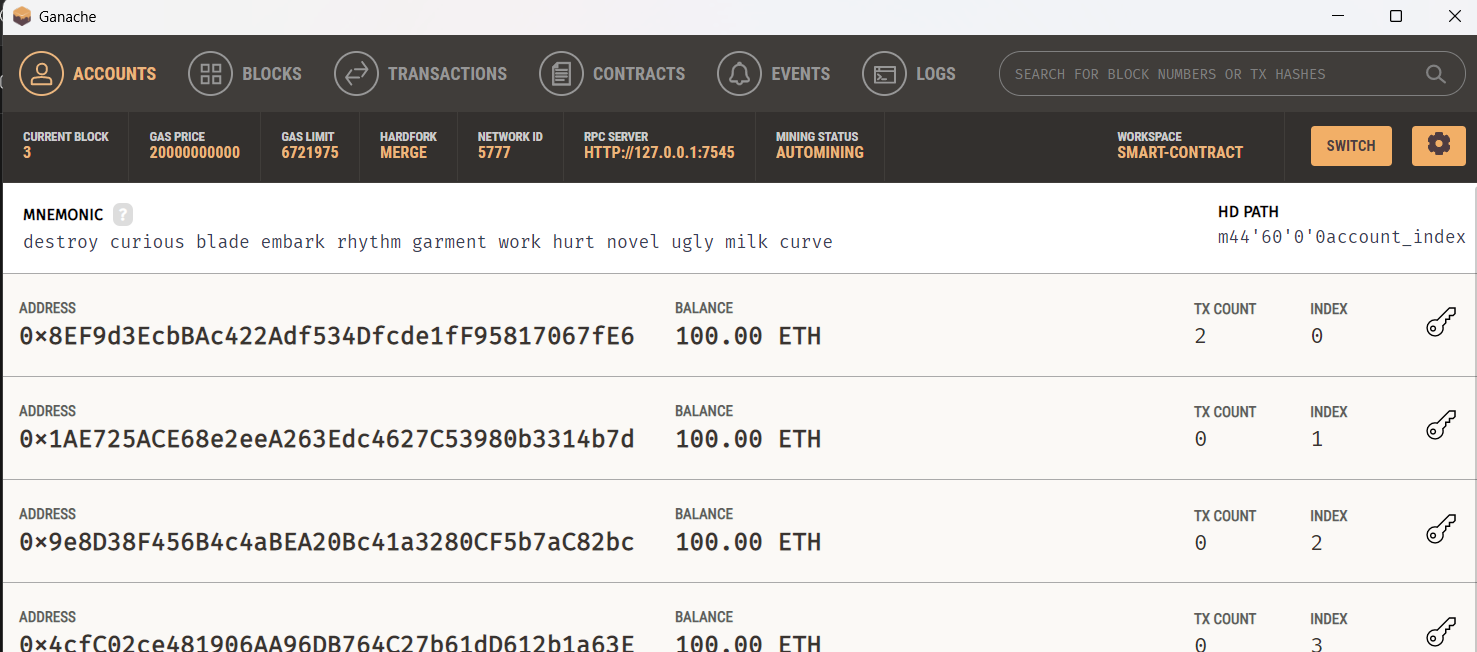 Ganache
ACCOUNTS BLOCKS TRANSACTIONS CONTRACTS EVENTS LOGS SEARCH FOR BLOCK NUMBERS OR TX HASHES
CURRENT BLOCK GAS PRICE GAS LIMIT HARDFORK NETWORK ID RPC SERVER MINING STATUS WORKSPACE
3 20000000000 6721975 MERGE 5777 HTTP://127.0.0.1:7545 AUTOMINING SMART-CONTRACT SWITCH
MNEMONIC ? HD PATH
destroy curious blade embark rhythm garment work hurt novel ugly milk curve m44'60'0'0account_index
ADDRESS BALANCE TX COUNT INDEX
0×8EF9d3EcbBAc422Adf534Dfcde1fF95817067fE6 100.00 ETH 2 0
ADDRESS BALANCE TX COUNT INDEX
0×1AE725ACE68e2eeA263Edc4627C53980b3314b7d 100.00 ETH 0 1
ADDRESS BALANCE TX COUNT INDEX
0×9e8D38F456B4c4aBEA20Bc41a3280CF5b7aC82bc 100.00 ETH 0 2
ADDRESS BALANCE TX COUNT INDEX
0×4cfC02ce481906AA96DB764C27b61dD612b1a63E 100.00 ETH 0 3